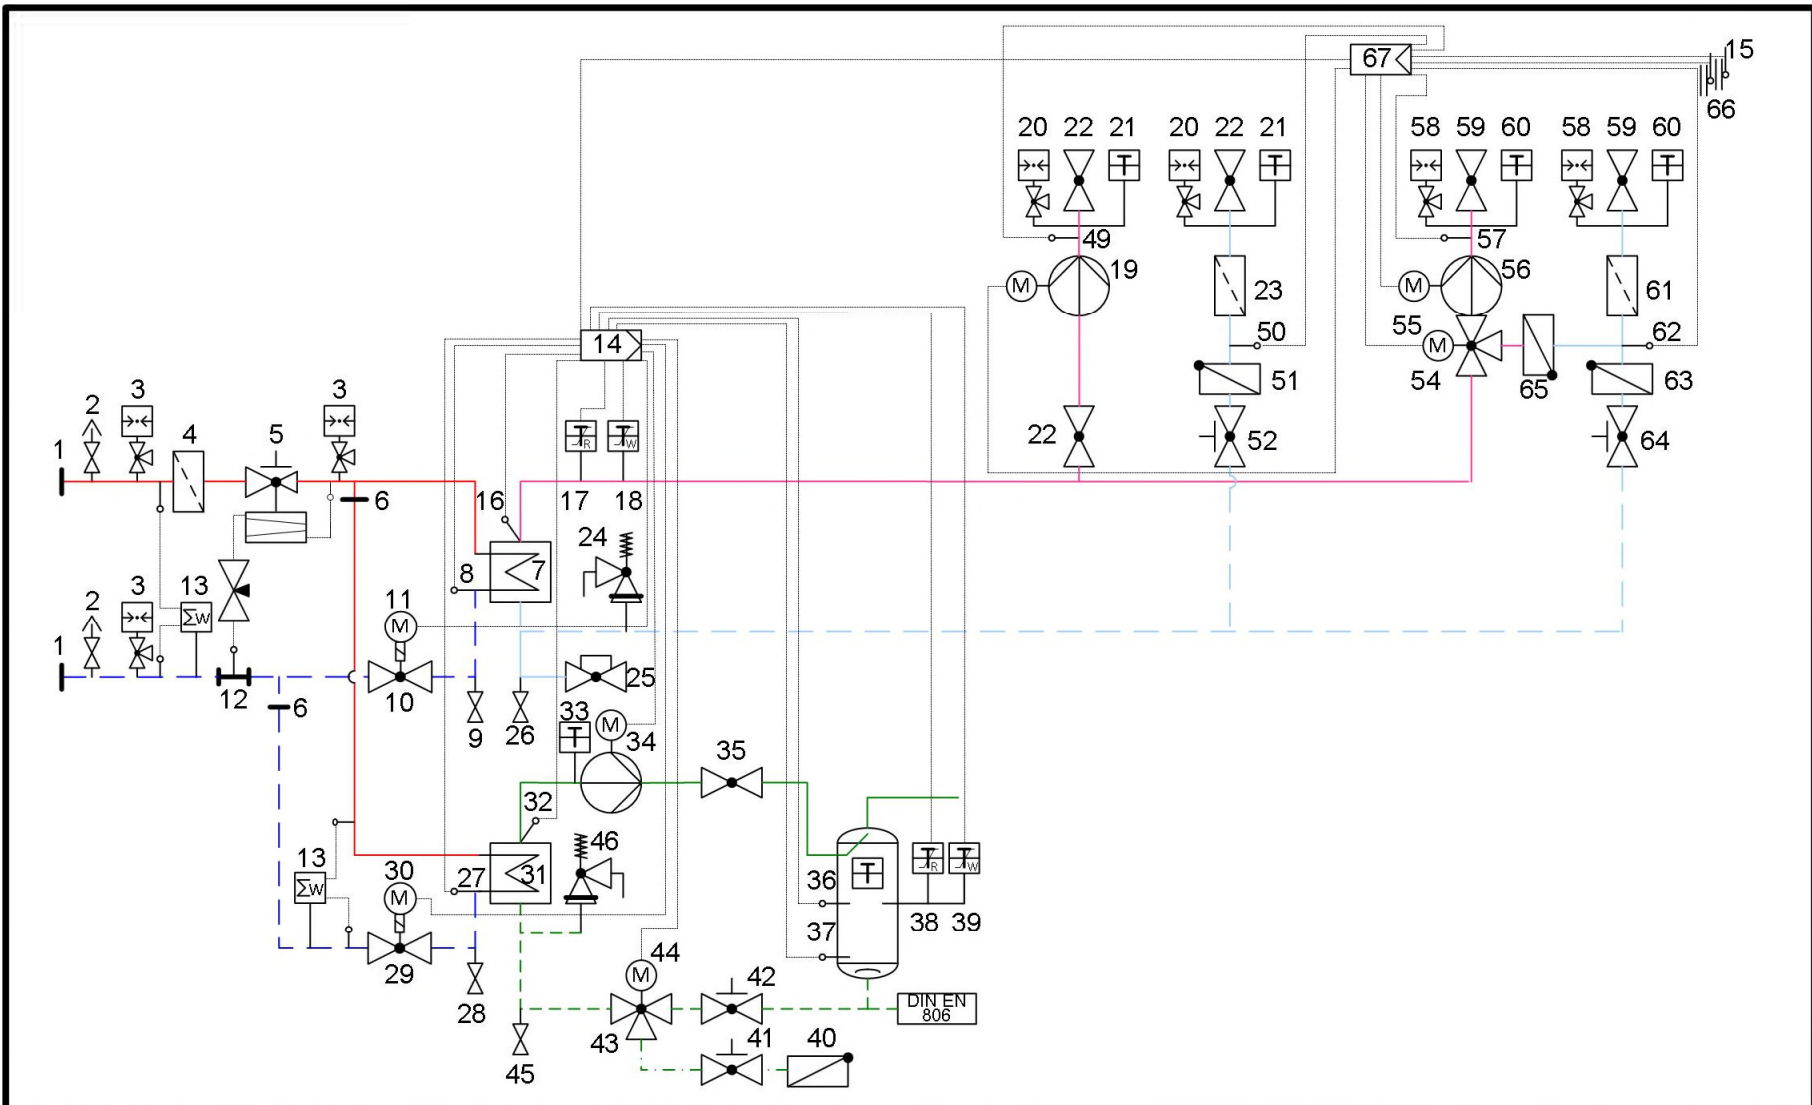 67 15
66
20 22 21 20 22 21 58 59 60 58 59 60
T T T T
49 57
M 19 M 56
23 61
55 50 62
14 M
54 65 51 63
3 3
2 4 5 T R T W
22 52 64
1 6
16 17 18
24
8 7
3 13 11
2 ΣW M
1
12 10 25
6
9 26 33 M
T 34 35
32
46
13 30 27 31 T T R T W
ΣW M 36
38 39
37
29 44
28 M 42 DIN EN
806
43 41 40
45